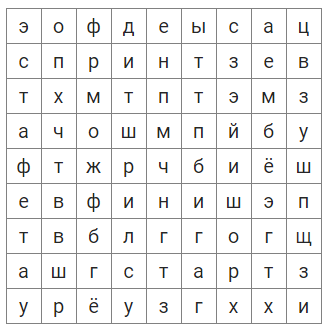 э о ф д е ы с а ц
с п р и н т з е в
т х м т п т э м з
а ч о ш м п й б у
ф т ж р ч б и ё ш
е в ф и н и ш э п
т в б л г г о г щ
а ш г с т а р т з
у р ё у з г х х и